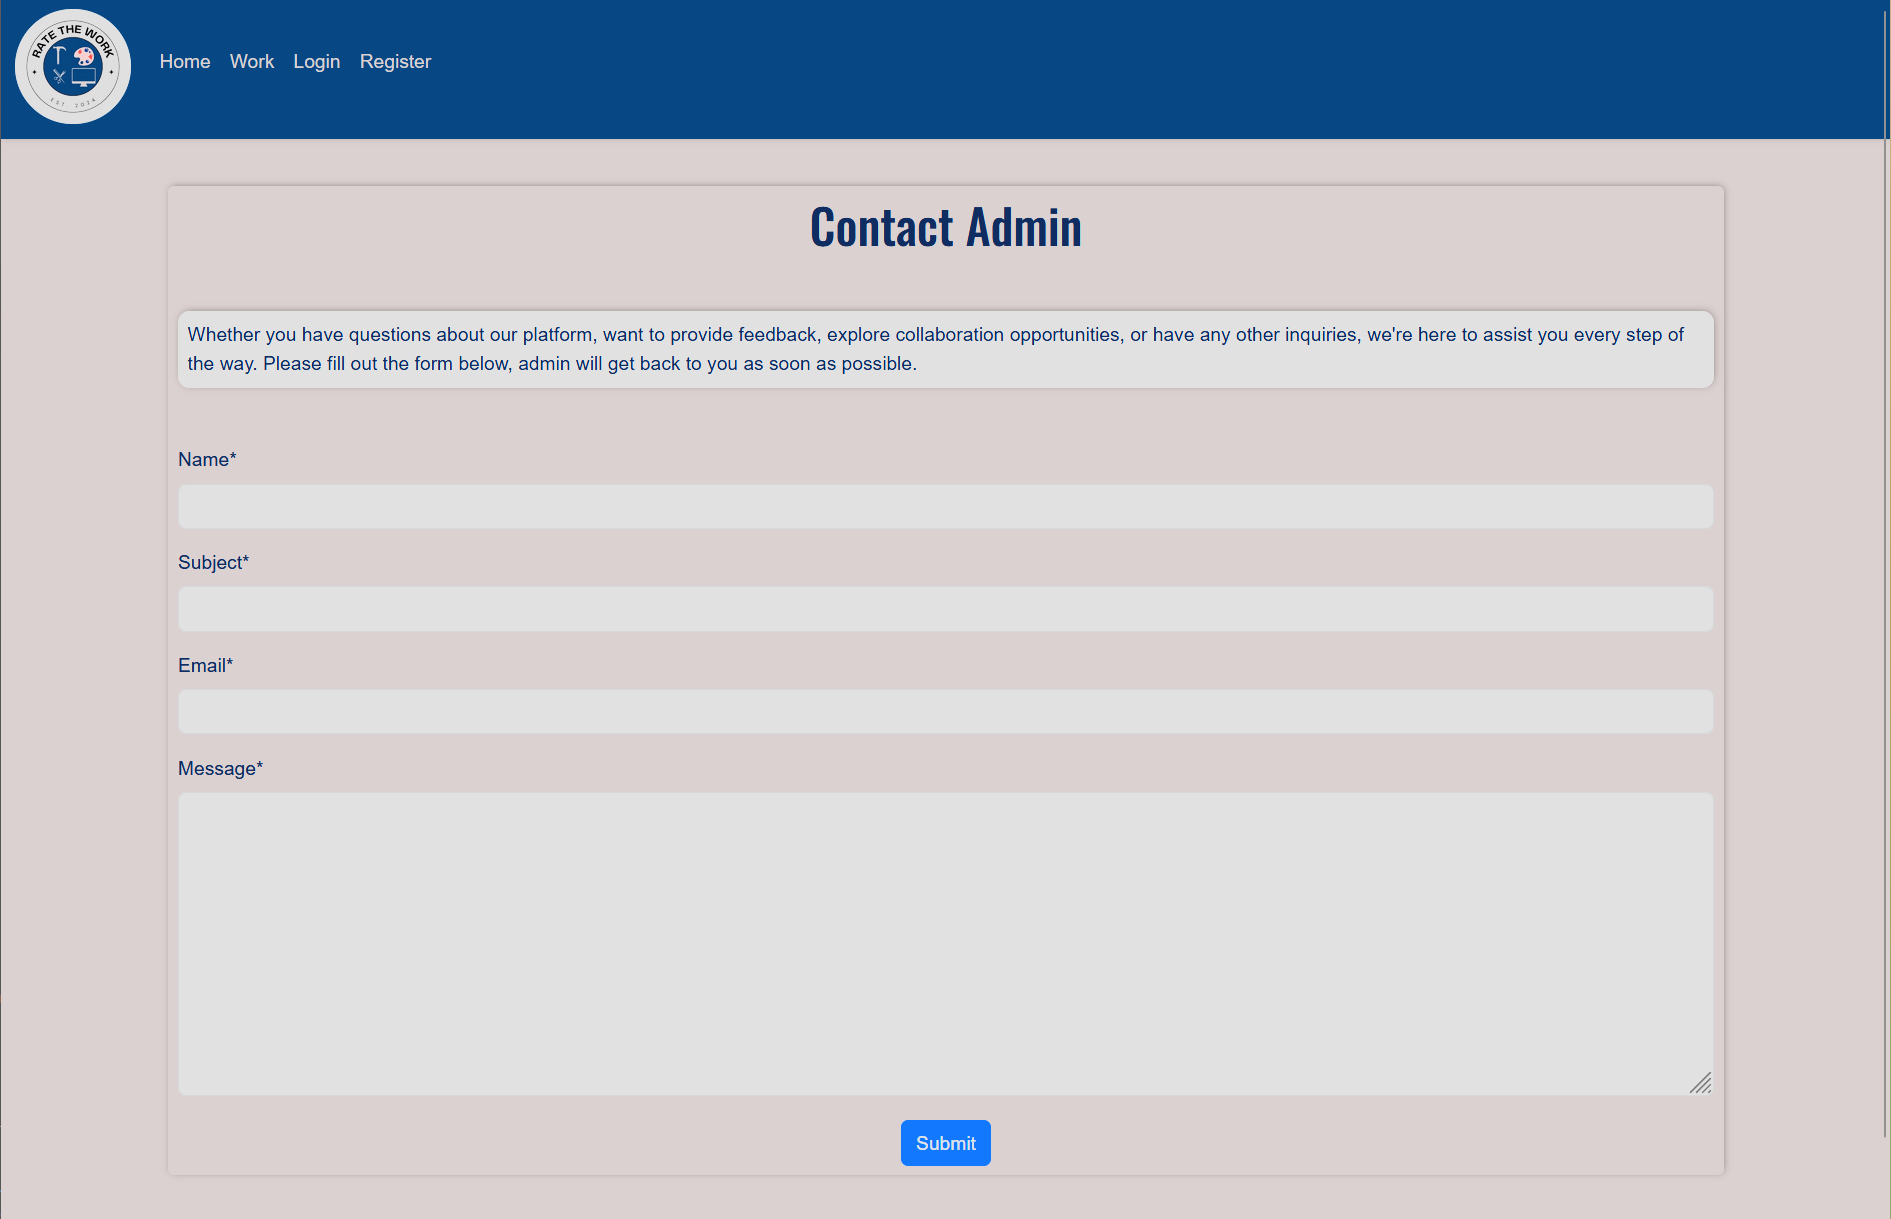 RATE THE WORK
EST 2024
Home Work Login Register
Contact Admin
Whether you have questions about our platform, want to provide feedback, explore collaboration opportunities, or have any other inquiries, we're here to assist you every step of
the way. Please fill out the form below, admin will get back to you as soon as possible.
Name*
Subject*
Email*
Message*
Submit